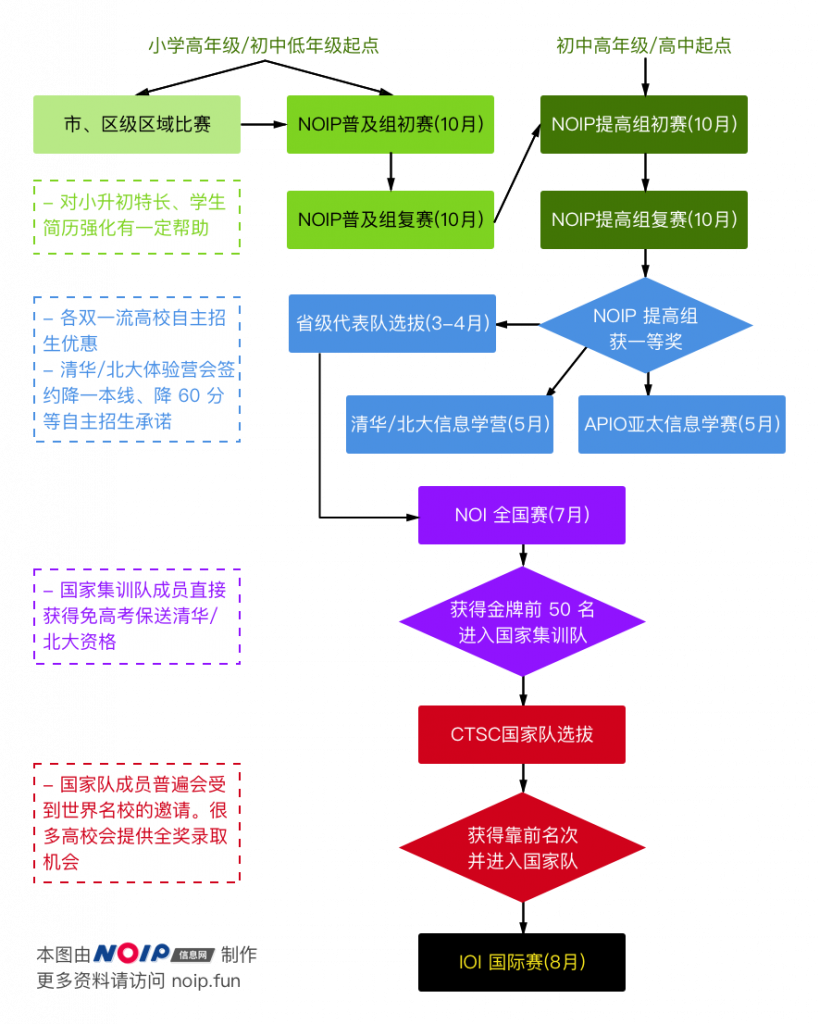 小学高年级/初中低年级起点
初中高年级/高中起点
市、区级区域比赛
NOIP普及组初赛(10月)
NOIP提高组初赛(10月)
– 对小升初特长、学生
简历强化有一定帮助
NOIP普及组复赛(10月)
NOIP提高组复赛(10月)
– 各双一流高校自主招
生优惠
– 清华/北大体验营会签
约降一本线、降 60 分
等自主招生承诺
省级代表队选拔(3–4月)
NOIP 提高组
获一等奖
清华/北大信息学营(5月)
APIO亚太信息学赛(5月)
NOI 全国赛(7月)
– 国家集训队成员直接
获得免高考保送清华/
北大资格
获得金牌前 50 名
进入国家集训队
CTSC国家队选拔
– 国家队成员普遍会受
到世界名校的邀请。很
多高校会提供全奖录取
机会
获得靠前名次
并进入国家队
本图由NOIP信息网 制作
更多资料请访问 noip.fun
IOI 国际赛(8月)